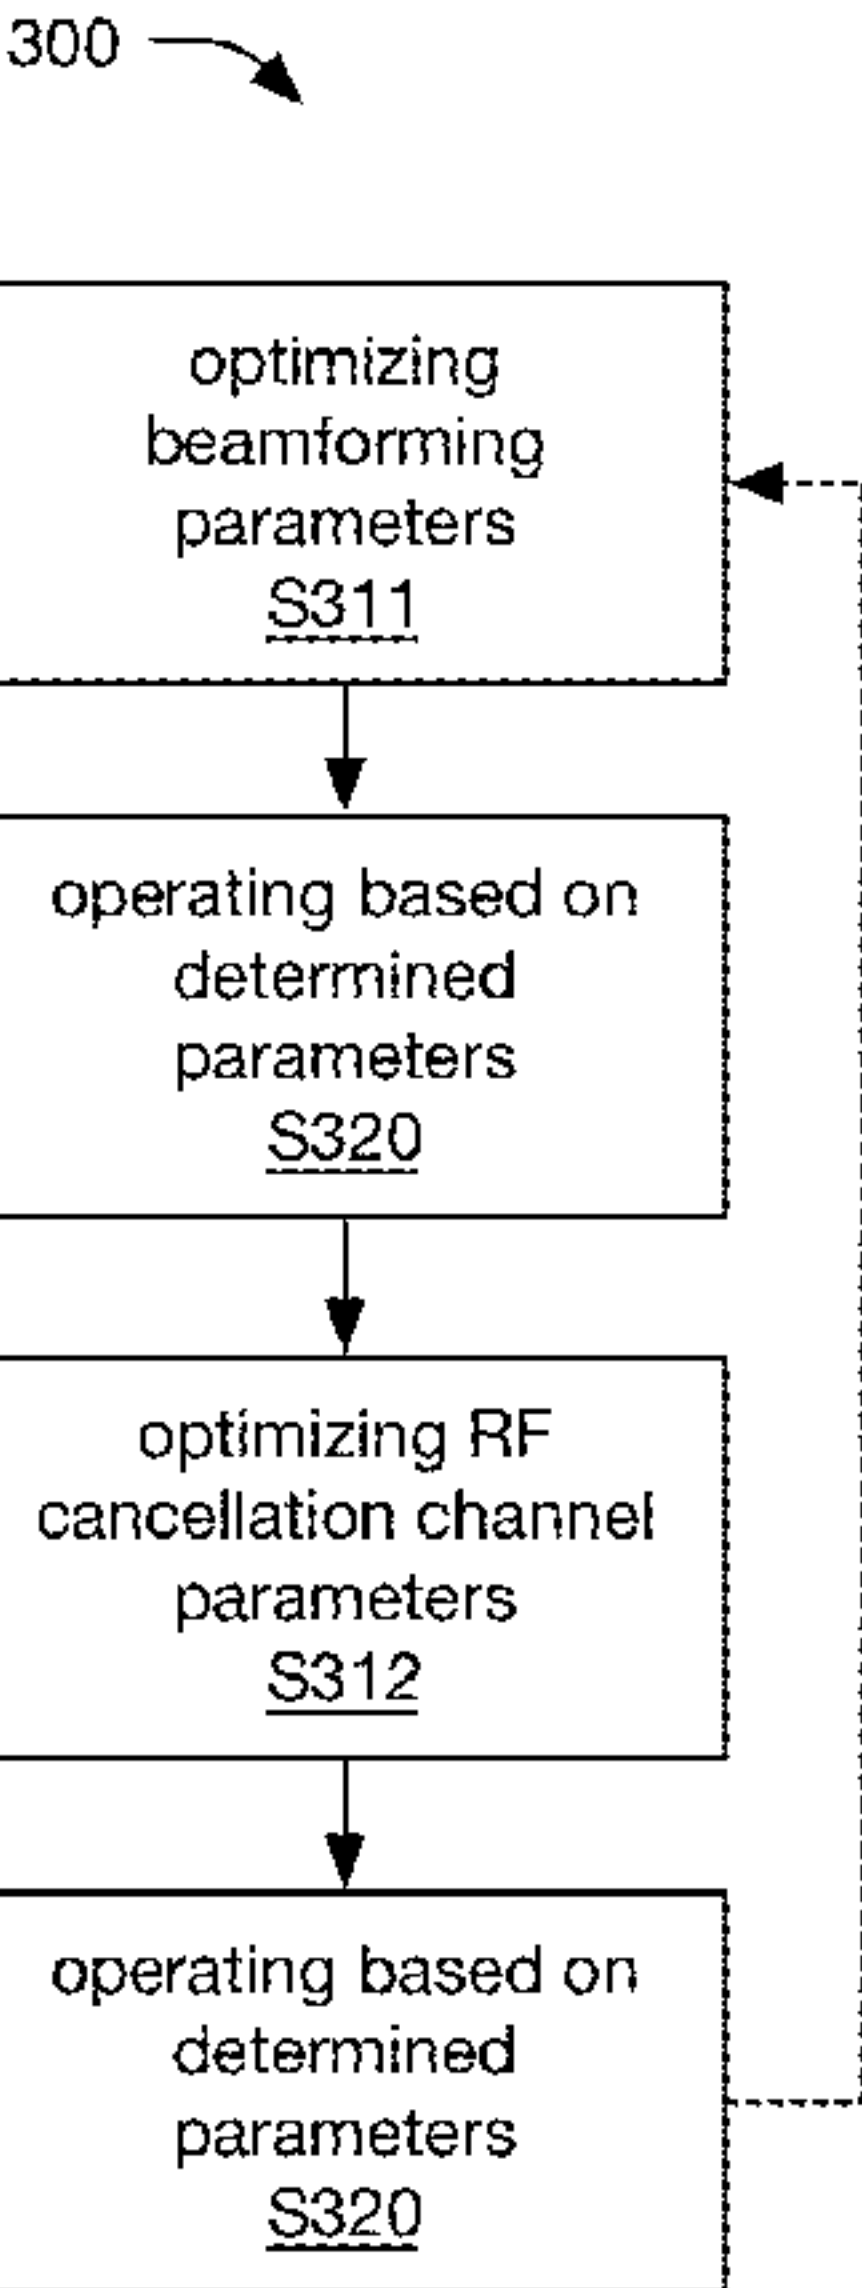 300
optimizing
beamforming
parameters
S311
operating based on
determined
parameters
S320
optimizing RF
cancellation channel
parameters
S312
operating based on
determined
parameters
S320